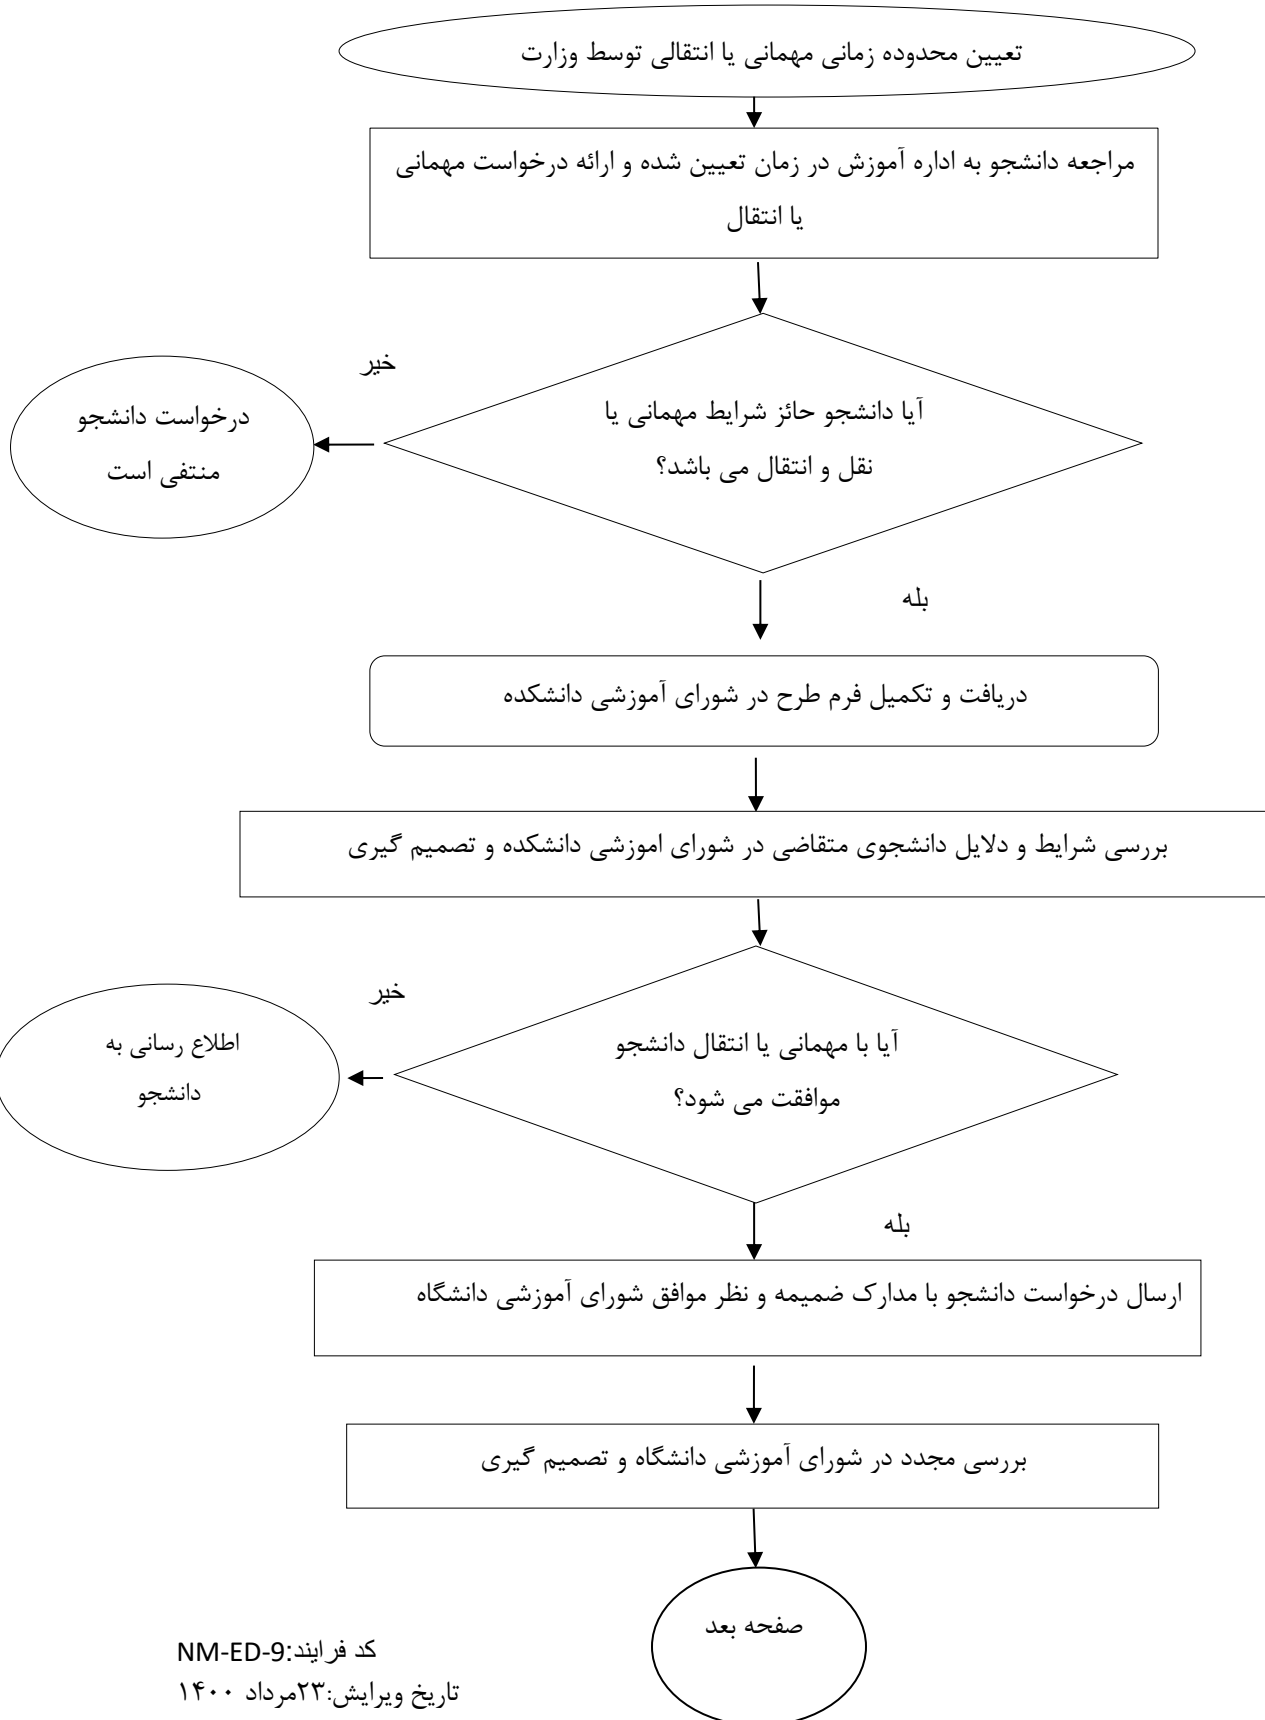 تعیین محدوده زمانی مهمانی یا انتقالی توسط وزارت
مراجعه دانشجو به اداره آموزش در زمان تعیین شده و ارائه درخواست مهمانی
یا انتقال
خیر
آیا دانشجو حائز شرایط مهمانی یا
نقل و انتقال می باشد؟
درخواست دانشجو
منتفی است
بله
دریافت و تکمیل فرم طرح در شورای آموزشی دانشکده
بررسی شرایط و دلایل دانشجوی متقاضی در شورای اموزشی دانشکده و تصمیم گیری
خیر
آیا با مهمانی یا انتقال دانشجو
موافقت می شود؟
اطلاع رسانی به
دانشجو
بله
ارسال درخواست دانشجو با مدارک ضمیمه و نظر موافق شورای آموزشی دانشگاه
بررسی مجدد در شورای آموزشی دانشگاه و تصمیم گیری
صفحه بعد
کد فرایند:NM-ED-9
تاریخ ویرایش:۲۳مرداد ۱۴۰۰